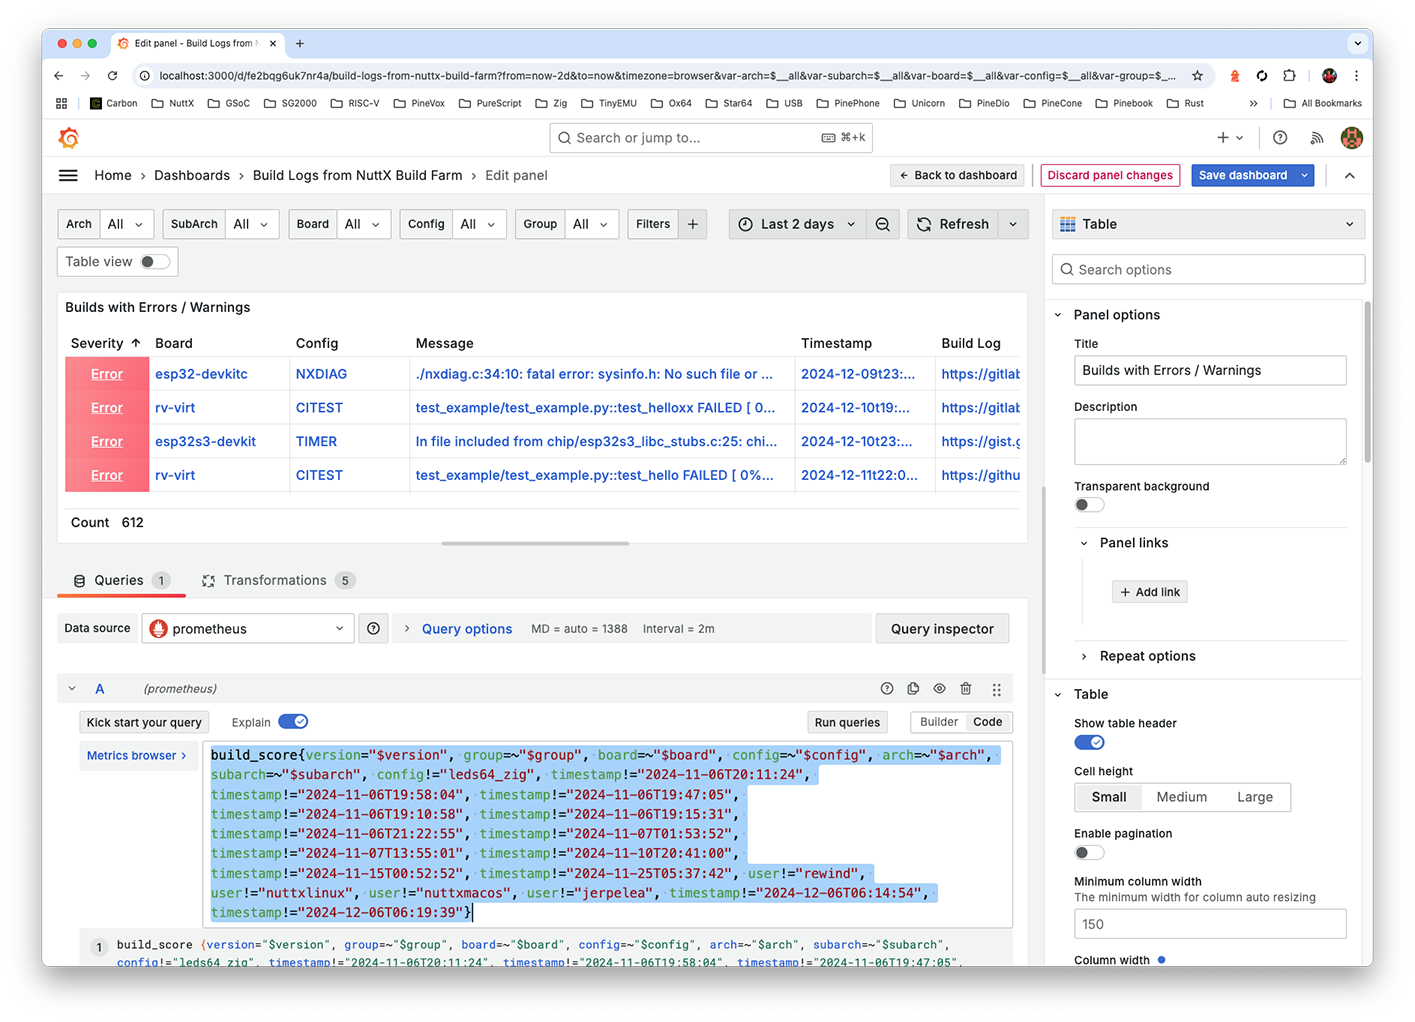 Edit panel - Build Logs from N
localhost:3000/d/fe2bqg6uk7nr4a/build-logs-from-nuttx-build-farm?from=now-2d&to=now&timezone=browser&var-arch=$__all&var-subarch=$__all&var-board=$__all&var-config=$__all&var-group=$_...
Carbon NuttX GSoC SG2000 RISC-V PineVox PureScript Zig TinyEMU Ox64 Star64 USB PinePhone Unicorn PineDio PineCone Pinebook Rust » All Bookmarks
Search or jump to... ⌘+k
Home › Dashboards › Build Logs from NuttX Build Farm › Edit panel
Back to dashboard
Discard panel changes
Save dashboard
Arch All SubArch All Board All Config All Group All Filters +
Last 2 days
Refresh
Table view
Builds with Errors / Warnings
Severity ↑ Board Config Message Timestamp Build Log
Error esp32-devkitc NXDIAG ./nxdiag.c:34:10: fatal error: sysinfo.h: No such file or ... 2024-12-09t23:... https://gitlab
Error rv-virt CITEST test_example/test_example.py::test_helloxx FAILED [ 0... 2024-12-10t19:... https://gitlab
Error esp32s3-devkit TIMER In file included from chip/esp32s3_libc_stubs.c:25: chi... 2024-12-10t23:... https://gist.g
Error rv-virt CITEST test_example/test_example.py::test_hello FAILED [ 0%... 2024-12-11t22:0... https://githu
Count 612
Queries 1 Transformations 5
Data source prometheus
Query options MD = auto = 1388 Interval = 2m
Query inspector
A (prometheus)
Kick start your query Explain
Run queries Builder Code
Metrics browser >
build_score{version="$version", group=~"$group", board=~"$board", config=~"$config", arch=~"$arch",
subarch=~"$subarch", config!="leds64_zig", timestamp!="2024-11-06T20:11:24",
timestamp!="2024-11-06T19:58:04", timestamp!="2024-11-06T19:47:05",
timestamp!="2024-11-06T19:10:58", timestamp!="2024-11-06T19:15:31",
timestamp!="2024-11-06T21:22:55", timestamp!="2024-11-07T01:53:52",
timestamp!="2024-11-07T13:55:01", timestamp!="2024-11-10T20:41:00",
timestamp!="2024-11-15T00:52:52", timestamp!="2024-11-25T05:37:42", user!="rewind",
user!="nuttxlinux", user!="nuttxmacos", user!="jerpelea", timestamp!="2024-12-06T06:14:54",
timestamp!="2024-12-06T06:19:39"}
1 build_score {version="$version", group=~"$group", board=~"$board", config=~"$config", arch=~"$arch", subarch=~"$subarch",
config!="leds64_zig", timestamp!="2024-11-06T20:11:24", timestamp!="2024-11-06T19:58:04", timestamp!="2024-11-06T19:47:05",
Table
Search options
Panel options
Title
Builds with Errors / Warnings
Description
Transparent background
Panel links
+ Add link
Repeat options
Table
Show table header
Cell height
Small Medium Large
Enable pagination
Minimum column width
The minimum width for column auto resizing
150
Column width